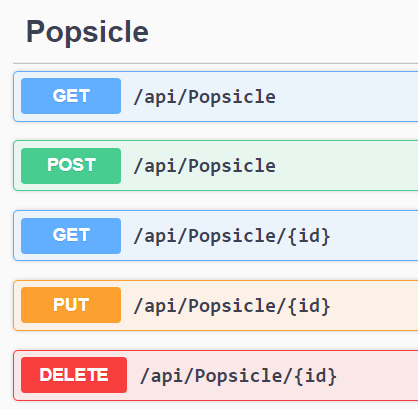 Popsicle
GET /api/Popsicle
POST /api/Popsicle
GET /api/Popsicle/{id}
PUT /api/Popsicle/{id}
DELETE /api/Popsicle/{id}